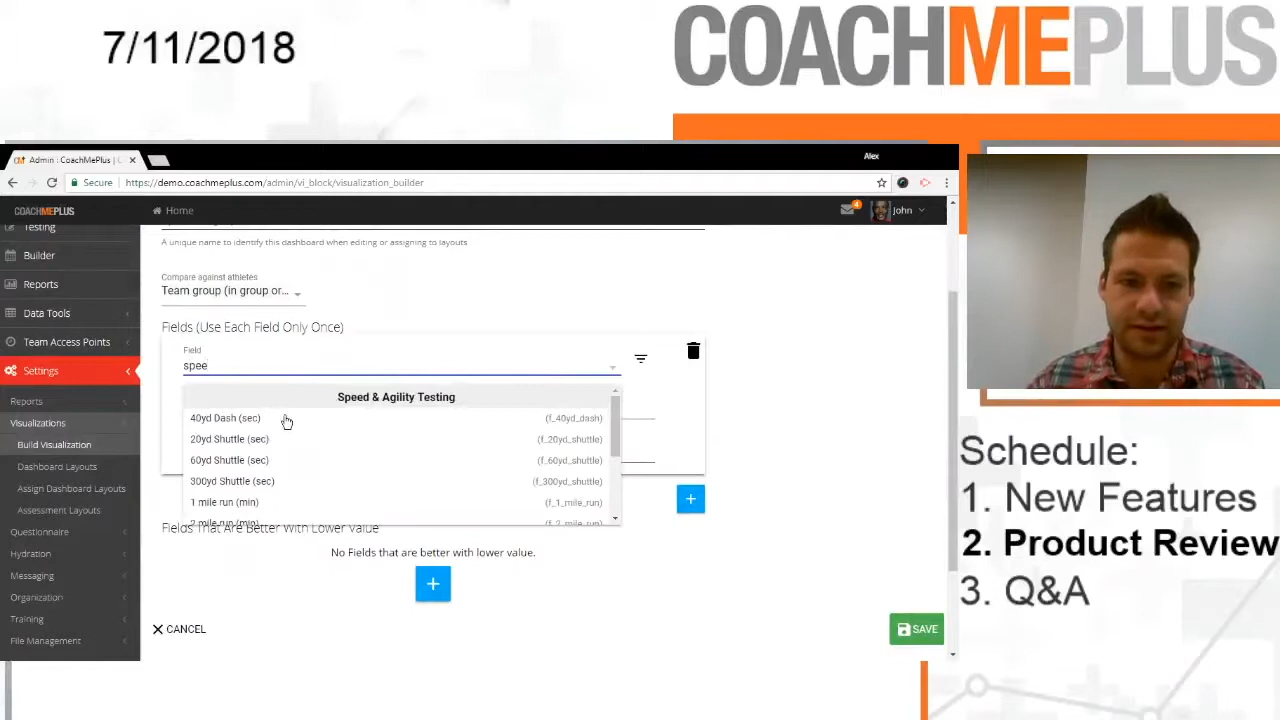 7/11/2018
COACHMEPLUS
Admin : CoachMePlus | C
Alex
Secure
https://demo.coachmeplus.com/admin/vi_block/visualization_builder
COACHMEPLUS
Home
4
John
Testing
Builder
Reports
Data Tools
Team Access Points
Settings
Reports
Visualizations
Build Visualization
Dashboard Layouts
Assign Dashboard Layouts
Assessment Layouts
Questionnaire
Hydration
Messaging
Organization
Training
File Management
A unique name to identify this dashboard when editing or assigning to layouts
Compare against athletes
Team group (in group or...
Fields (Use Each Field Only Once)
Field
spee
Speed & Agility Testing
40yd Dash (sec) (f_40yd_dash)
20yd Shuttle (sec) (f_20yd_shuttle)
60yd Shuttle (sec) (f_60yd_shuttle)
300yd Shuttle (sec) (f_300yd_shuttle)
1 mile run (min) (f_1_mile_run)
2 mile run (min) (f_2_mile_run)
Fields That Are Better With Lower Value
No Fields that are better with lower value.
+
+
CANCEL
SAVE
Schedule:
1. New Features
2. Product Review
3. Q&A